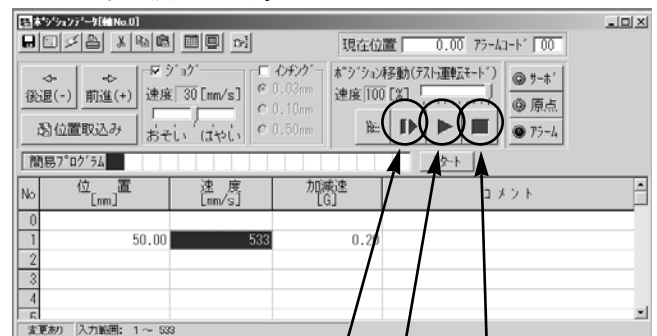 ﾎﾟｼﾞｼｮﾝﾃﾞｰﾀ[軸No.0]
現在位置 0.00 ｱﾗｰﾑｺｰﾄﾞ 00
後退(-) 前進(+)
ｼﾞｮｸﾞ
速度 30 [mm/s]
おそい はやい
位置取込み
ｲﾝﾁﾝｸﾞ
0.03mm
0.10mm
0.50mm
ﾎﾟｼﾞｼｮﾝ移動(ﾃｽﾄ運転ﾓｰﾄﾞ)
速度 100 [%]
ｻｰﾎﾞ
原点
ｱﾗｰﾑ
簡易ﾌﾟﾛｸﾞﾗﾑ
No 位 置 [mm] 速 度 [mm/s] 加減速 [G] コメント
0
1 50.00 533 0.20
2
3
4
5
変更あり 入力範囲: 1 ～ 533